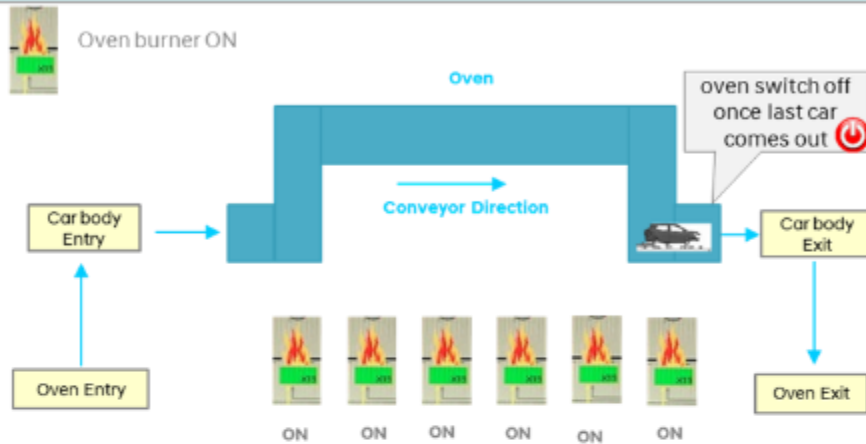 Oven burner ON
Oven
oven switch off
once last car
comes out
Conveyor Direction
Car body
Entry
Car body
Exit
Oven Entry
Oven Exit
ON
ON
ON
ON
ON
ON